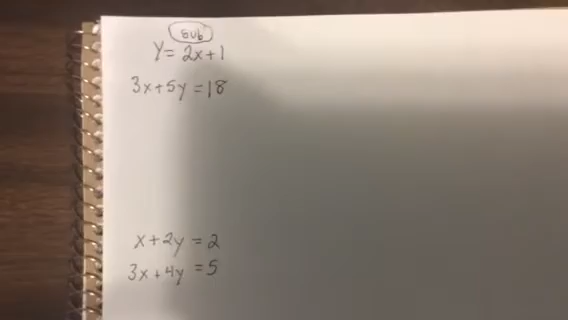 sub
Y = 2x+1
3x+5y = 18
x+2y = 2
3x+4y = 5